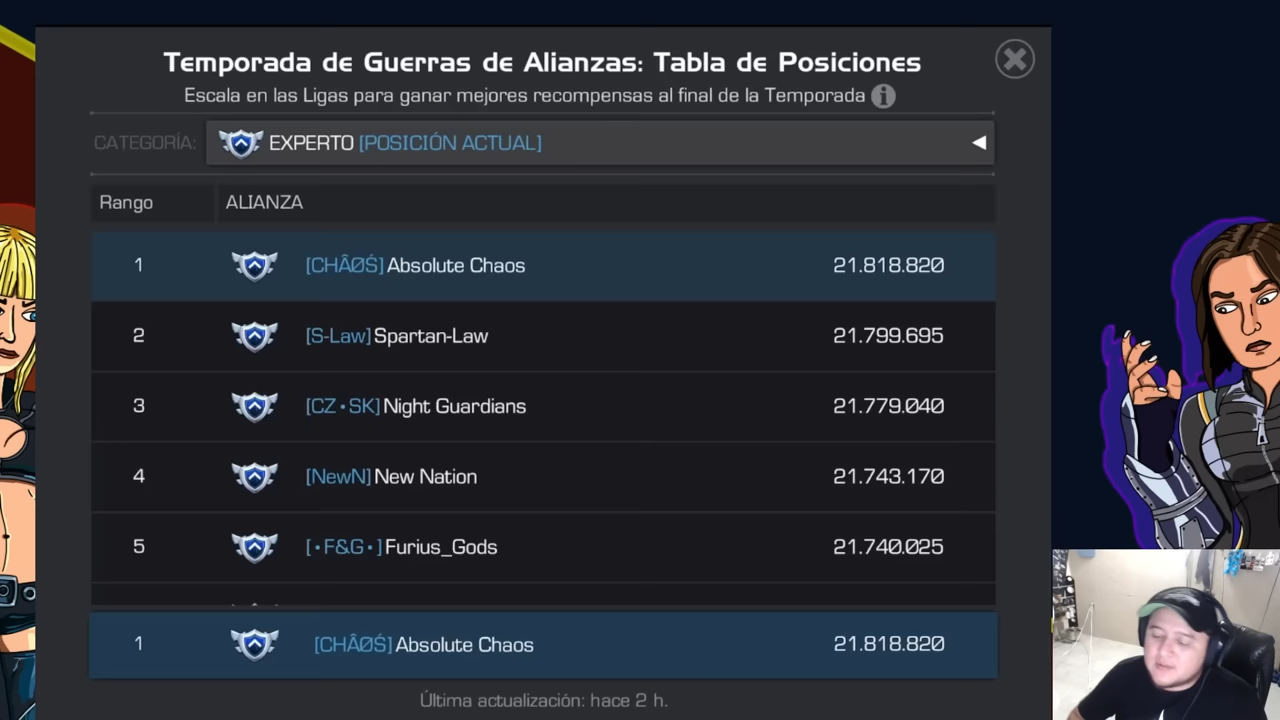 Temporada de Guerras de Alianzas: Tabla de Posiciones
Escala en las Ligas para ganar mejores recompensas al final de la Temporada i
CATEGORÍA: EXPERTO [POSICIÓN ACTUAL]
Rango ALIANZA
1 [CHÂØŚ] Absolute Chaos 21.818.820
2 [S-Law] Spartan-Law 21.799.695
3 [CZ•SK] Night Guardians 21.779.040
4 [NewN] New Nation 21.743.170
5 [•F&G•] Furius_Gods 21.740.025
1 [CHÂØŚ] Absolute Chaos 21.818.820
Última actualización: hace 2 h.